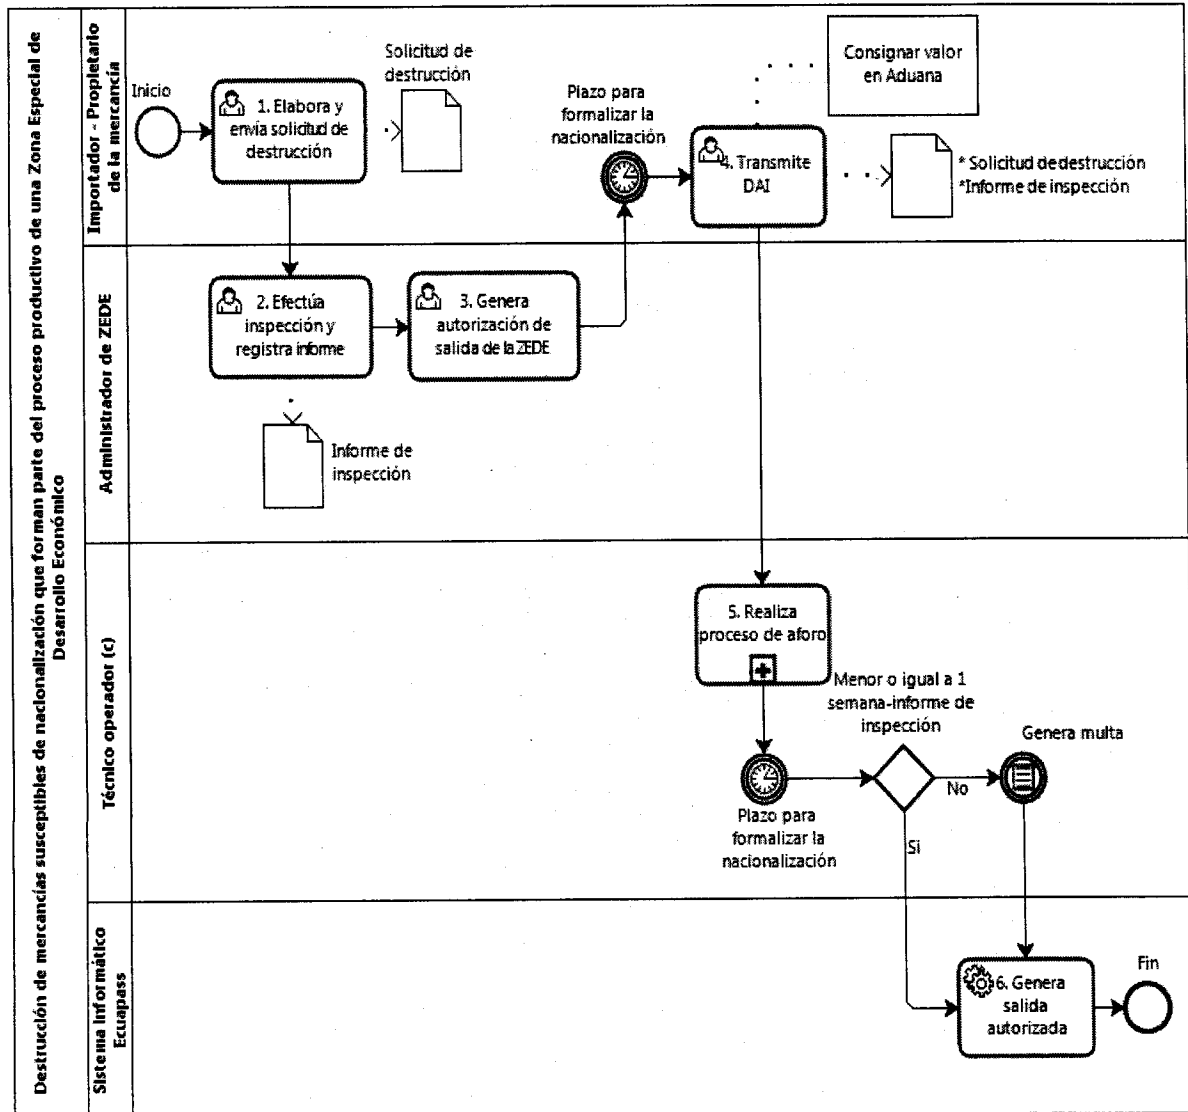 Destrucción de mercancías susceptibles de nacionalización que forman parte del proceso productivo de una Zona Especial de
Desarrollo Económico
Importador - Propietario
de la mercancía
Inicio
1. Elabora y
envía solicitud de
destrucción
Solicitud de
destrucción
Plazo para
formalizar la
nacionalización
4. Transmite
DAI
Consignar valor
en Aduana
* Solicitud de destrucción
*Informe de inspección
Administrador de ZEDE
2. Efectúa
inspección y
registra informe
3. Genera
autorización de
salida de la ZEDE
Informe de
inspección
Técnico operador (c)
5. Realiza
proceso de aforo
Plazo para
formalizar la
nacionalización
Menor o igual a 1
semana-informe de
inspección
No
Si
Genera multa
Sistema Informático
Ecuapass
6. Genera
salida
autorizada
Fin